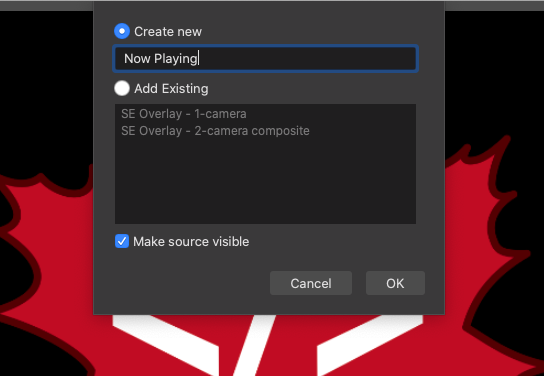 Create new
Now Playing
Add Existing
SE Overlay - 1-camera
SE Overlay - 2-camera composite
Make source visible
Cancel OK